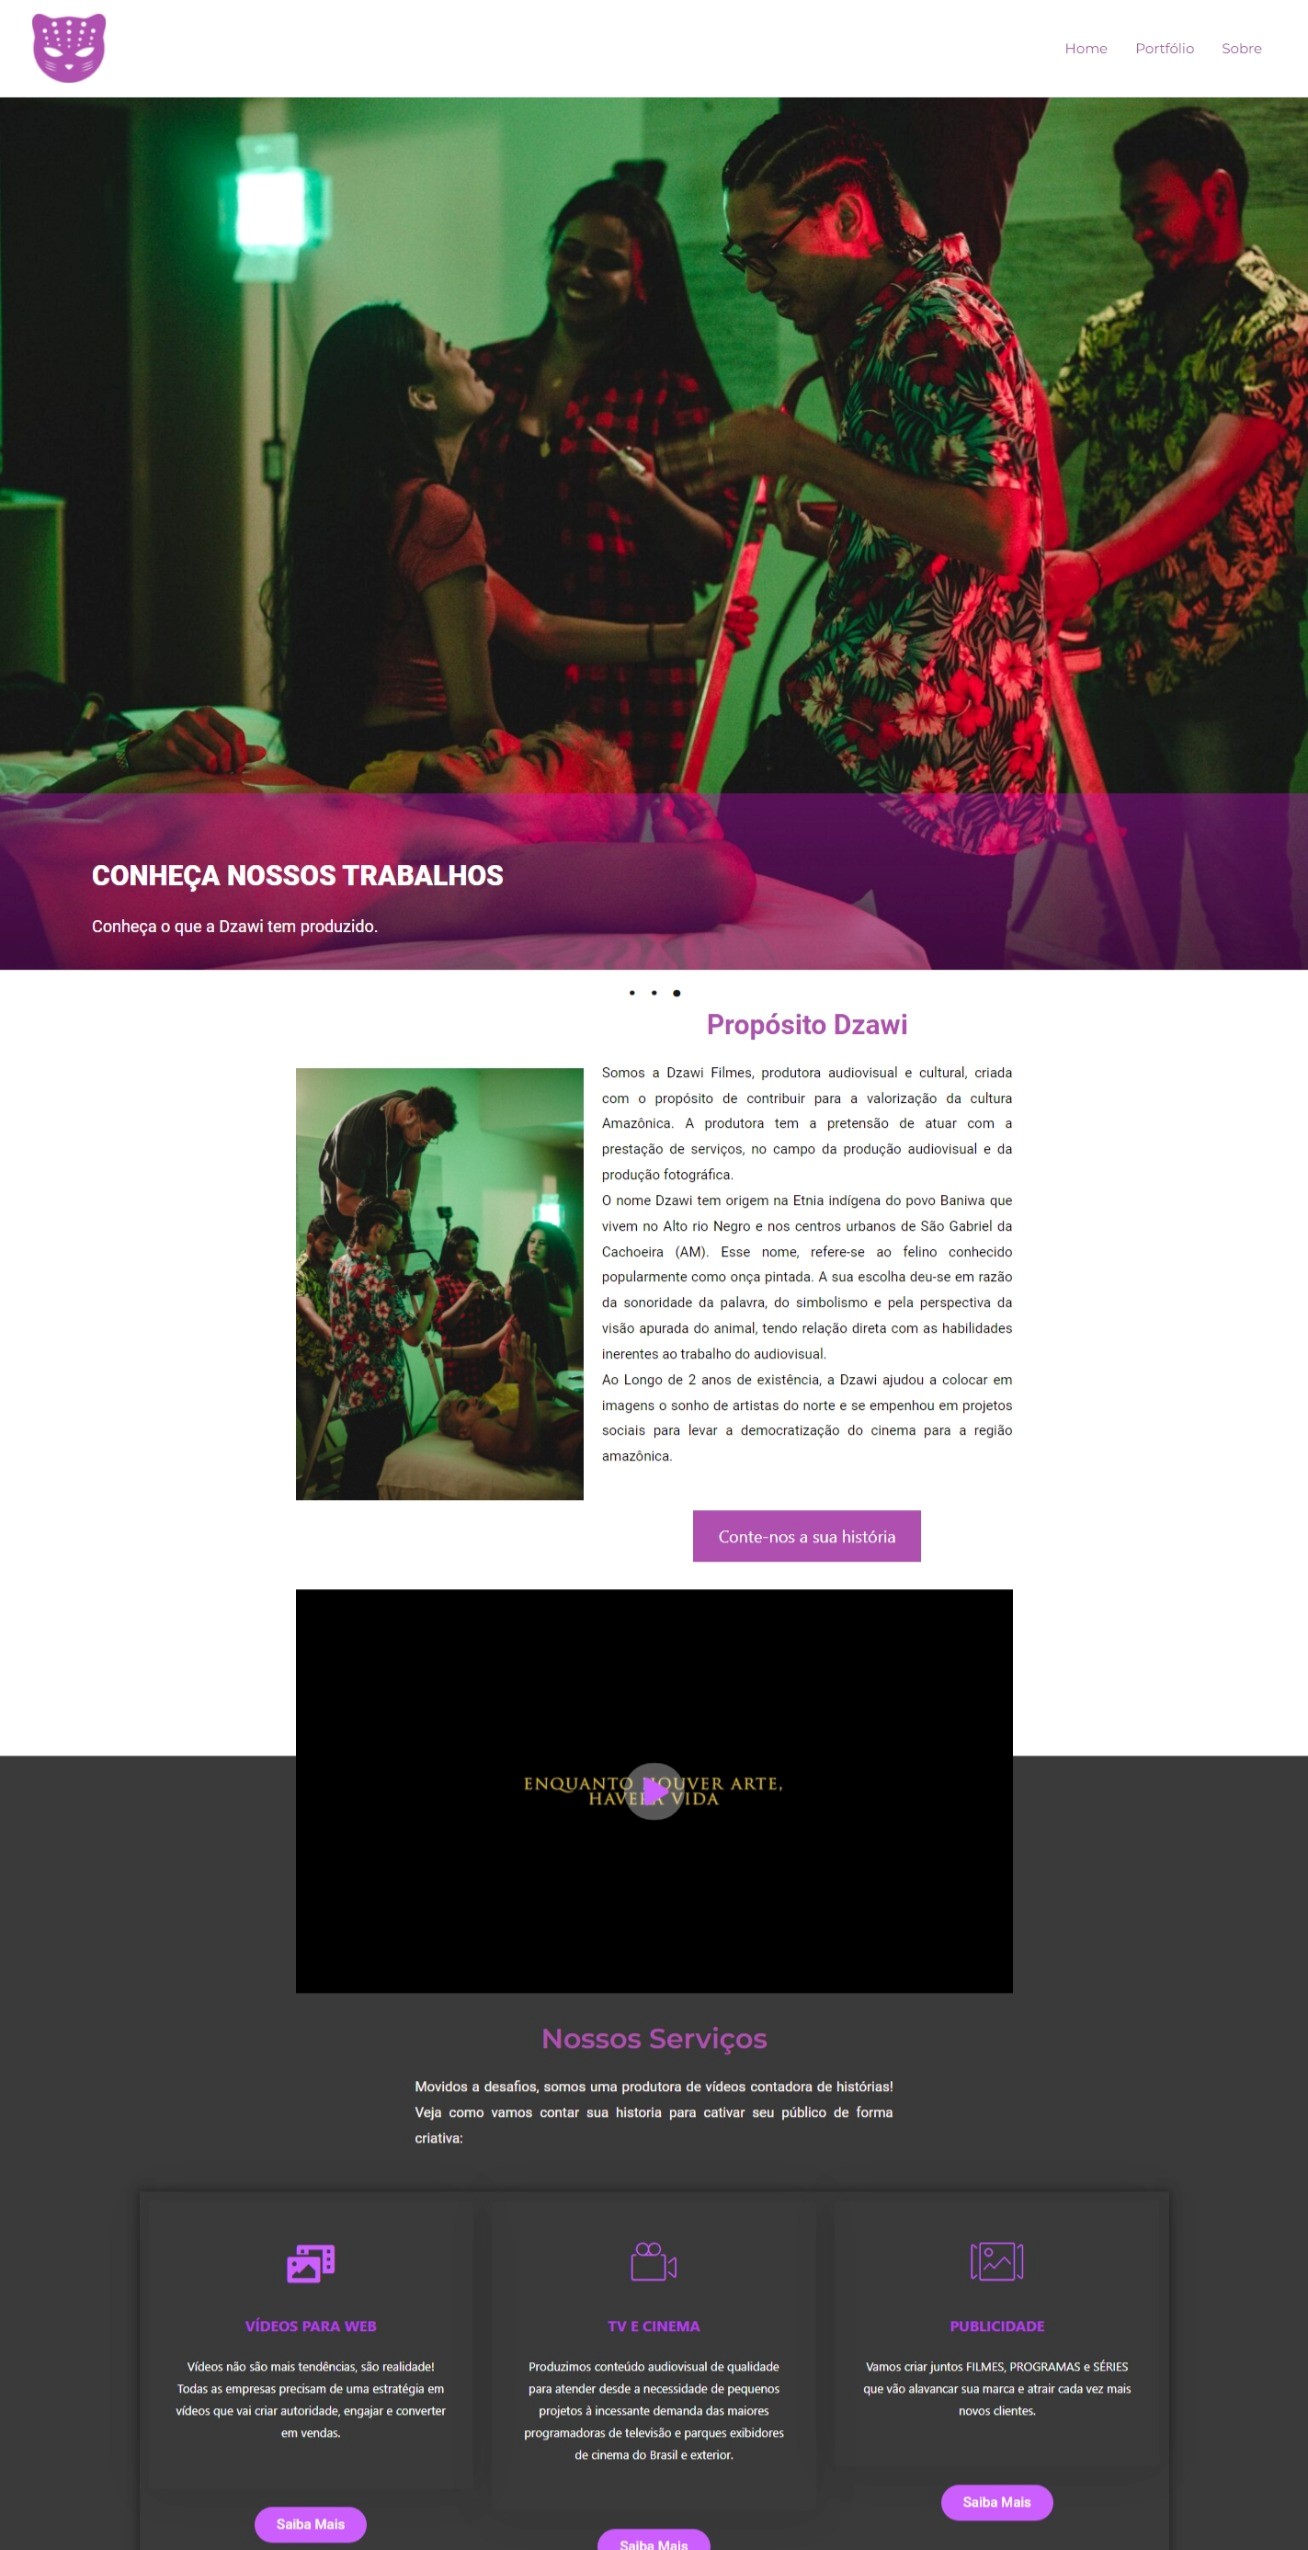 Home Portfólio Sobre
CONHEÇA NOSSOS TRABALHOS
Conheça o que a Dzawi tem produzido.
Propósito Dzawi
Somos a Dzawi Filmes, produtora audiovisual e cultural, criada
com o propósito de contribuir para a valorização da cultura
Amazônica. A produtora tem a pretensão de atuar com a
prestação de serviços, no campo da produção audiovisual e da
produção fotográfica.
O nome Dzawi tem origem na Etnia indígena do povo Baniwa que
vivem no Alto rio Negro e nos centros urbanos de São Gabriel da
Cachoeira (AM). Esse nome, refere-se ao felino conhecido
popularmente como onça pintada. A sua escolha deu-se em razão
da sonoridade da palavra, do simbolismo e pela perspectiva da
visão apurada do animal, tendo relação direta com as habilidades
inerentes ao trabalho do audiovisual.
Ao Longo de 2 anos de existência, a Dzawi ajudou a colocar em
imagens o sonho de artistas do norte e se empenhou em projetos
sociais para levar a democratização do cinema para a região
amazônica.
Conte-nos a sua história
ENQUANTO HOUVER ARTE,
HAVERÁ VIDA
Nossos Serviços
Movidos a desafios, somos uma produtora de vídeos contadora de histórias!
Veja como vamos contar sua historia para cativar seu público de forma
criativa:
VÍDEOS PARA WEB
Vídeos não são mais tendências, são realidade!
Todas as empresas precisam de uma estratégia em
vídeos que vai criar autoridade, engajar e converter
em vendas.
Saiba Mais
TV E CINEMA
Produzimos conteúdo audiovisual de qualidade
para atender desde a necessidade de pequenos
projetos à incessante demanda das maiores
programadoras de televisão e parques exibidores
de cinema do Brasil e exterior.
Saiba Mais
PUBLICIDADE
Vamos criar juntos FILMES, PROGRAMAS e SÉRIES
que vão alavancar sua marca e atrair cada vez mais
novos clientes.
Saiba Mais